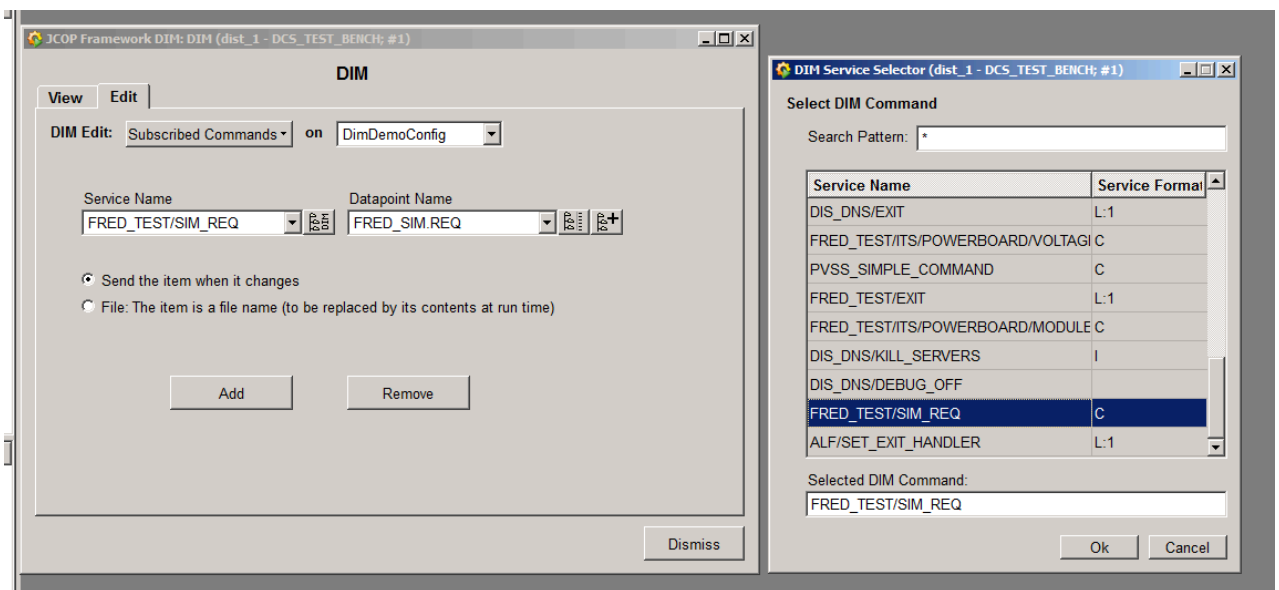 JCOP Framework DIM: DIM (dist_1 - DCS_TEST_BENCH; #1)
DIM
View Edit
DIM Edit: Subscribed Commands on DimDemoConfig
Service Name Datapoint Name
FRED_TEST/SIM_REQ FRED_SIM.REQ
Send the item when it changes
File: The item is a file name (to be replaced by its contents at run time)
Add Remove
Dismiss
DIM Service Selector (dist_1 - DCS_TEST_BENCH; #1)
Select DIM Command
Search Pattern: *
Service Name Service Format
DIS_DNS/EXIT L:1
FRED_TEST/ITS/POWERBOARD/VOLTAGE C
PVSS_SIMPLE_COMMAND C
FRED_TEST/EXIT L:1
FRED_TEST/ITS/POWERBOARD/MODULE C
DIS_DNS/KILL_SERVERS I
DIS_DNS/DEBUG_OFF
FRED_TEST/SIM_REQ C
ALF/SET_EXIT_HANDLER L:1
Selected DIM Command:
FRED_TEST/SIM_REQ
Ok Cancel